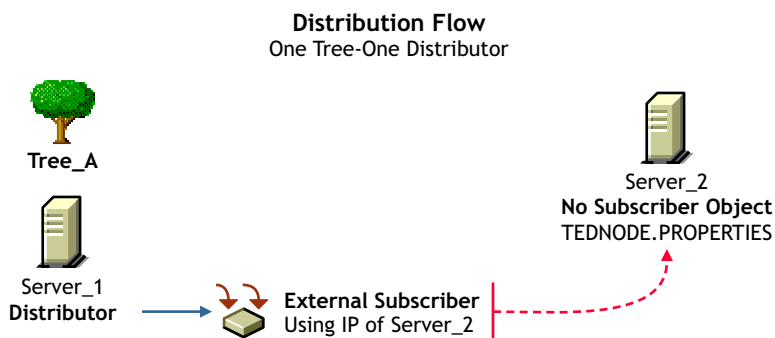 Distribution Flow
One Tree-One Distributor
Tree_A
Server_1
Distributor
External Subscriber
Using IP of Server_2
Server_2
No Subscriber Object
TEDNODE.PROPERTIES